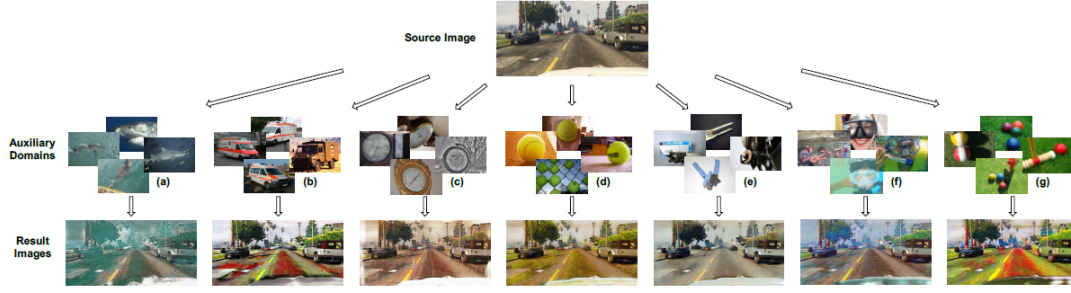 Source Image
Auxiliary
Domains
(a)
(b)
(c)
(d)
(e)
(f)
(g)
Result
Images